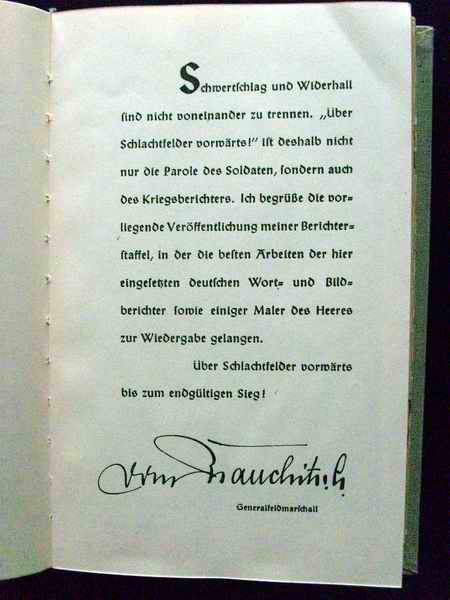 Schwertschlag und Widerhall
sind nicht voneinander zu trennen. „Über
Schlachtfelder vorwärts!" ist deshalb nicht
nur die Parole des Soldaten, sondern auch
des Kriegsberichters. Ich begrüße die vor-
liegende Veröffentlichung meiner Berichter-
staffel, in der die besten Arbeiten der hier
eingesetzten deutschen Wort- und Bild-
berichter sowie einiger Maler des Heeres
zur Wiedergabe gelangen.
Über Schlachtfelder vorwärts
bis zum endgültigen Sieg!
von Brauchitsch
Generalfeldmarschall